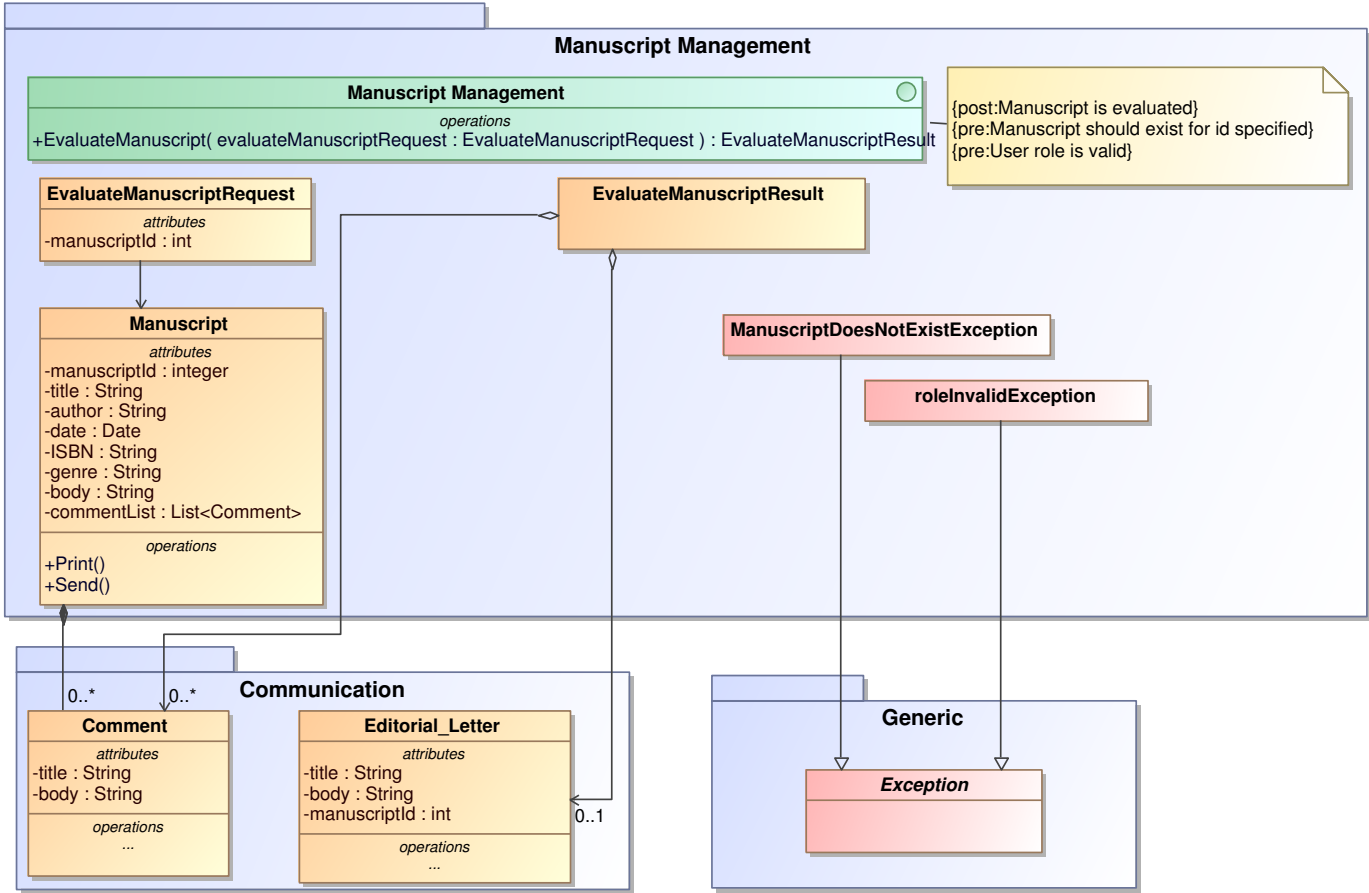 Manuscript Management
Manuscript Management
operations
+EvaluateManuscript( evaluateManuscriptRequest : EvaluateManuscriptRequest ) : EvaluateManuscriptResult
{post:Manuscript is evaluated}
{pre:Manuscript should exist for id specified}
{pre:User role is valid}
EvaluateManuscriptRequest
attributes
-manuscriptId : int
EvaluateManuscriptResult
Manuscript
attributes
-manuscriptId : integer
-title : String
-author : String
-date : Date
-ISBN : String
-genre : String
-body : String
-commentList : List<Comment>
operations
+Print()
+Send()
ManuscriptDoesNotExistException
roleInvalidException
Communication
0..*
0..*
Comment
attributes
-title : String
-body : String
operations
...
Editorial_Letter
attributes
-title : String
-body : String
-manuscriptId : int
operations
...
0..1
Generic
Exception